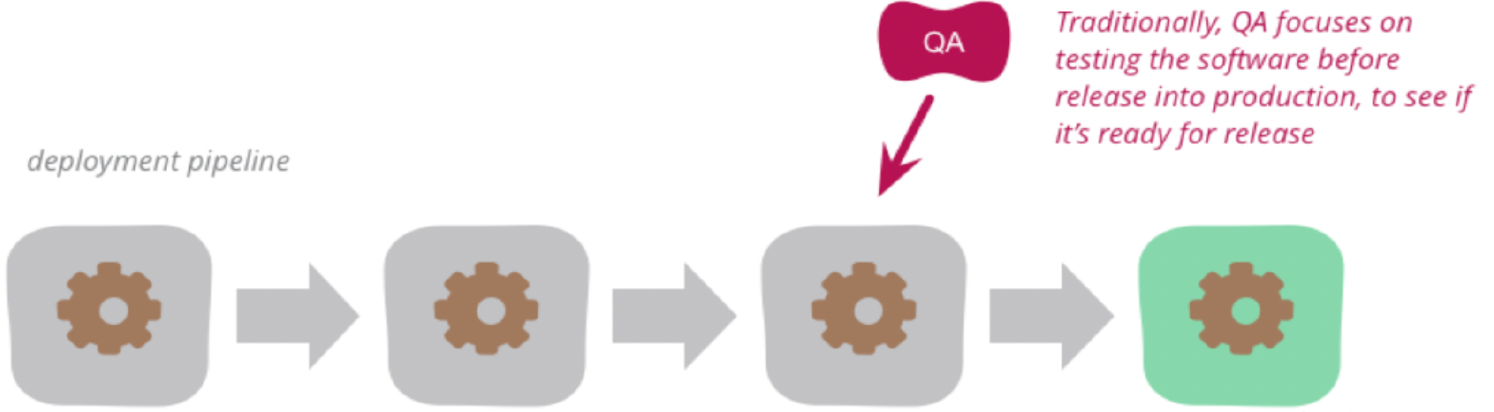 QA
Traditionally, QA focuses on
testing the software before
release into production, to see if
it's ready for release
deployment pipeline